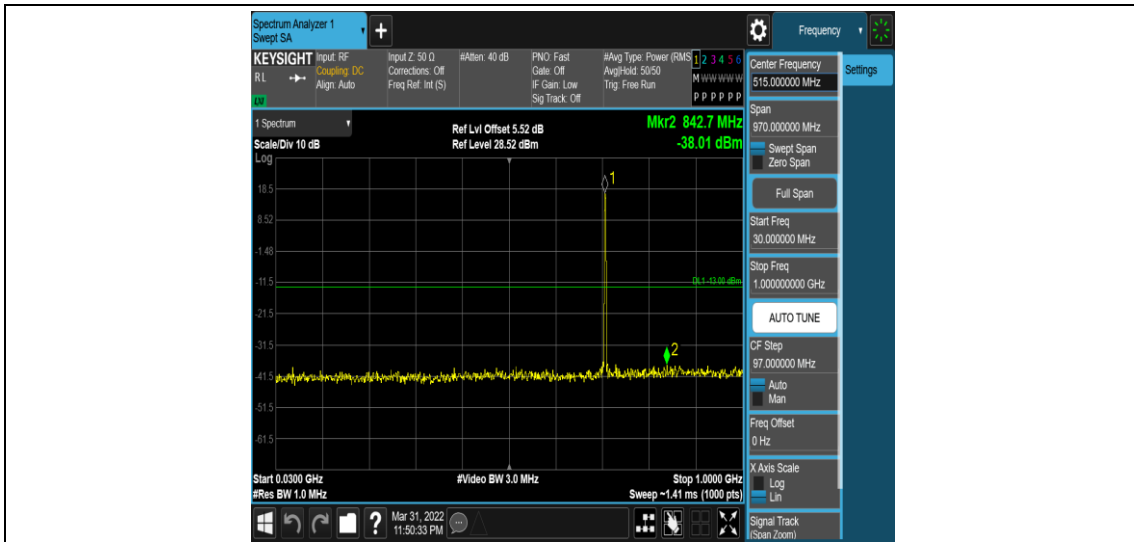 Spectrum Analyzer 1
Swept SA
+
Frequency
KEYSIGHT
RL
Input: RF
Coupling: DC
Align: Auto
Input Z: 50 Ω
Corrections: Off
Freq Ref: Int (S)
#Atten: 40 dB
PNO: Fast
Gate: Off
IF Gain: Low
Sig Track: Off
#Avg Type: Power (RMS
Avg|Hold: 50/50
Trig: Free Run
1 2 3 4 5 6
M W W W W W
P P P P P P
1 Spectrum
Scale/Div 10 dB
Log
Ref Lvl Offset 5.52 dB
Ref Level 28.52 dBm
Mkr2 842.7 MHz
-38.01 dBm
18.5
8.52
-1.48
-11.5
-21.5
-31.5
-41.5
-51.5
-61.5
1
DL1 -13.00 dBm
2
Start 0.0300 GHz
#Res BW 1.0 MHz
#Video BW 3.0 MHz
Stop 1.0000 GHz
Sweep ~1.41 ms (1000 pts)
Mar 31, 2022
11:50:33 PM
?
Center Frequency
515.000000 MHz
Settings
Span
970.000000 MHz
Swept Span
Zero Span
Full Span
Start Freq
30.000000 MHz
Stop Freq
1.000000000 GHz
AUTO TUNE
CF Step
97.000000 MHz
Auto
Man
Freq Offset
0 Hz
X Axis Scale
Log
Lin
Signal Track
(Span Zoom)